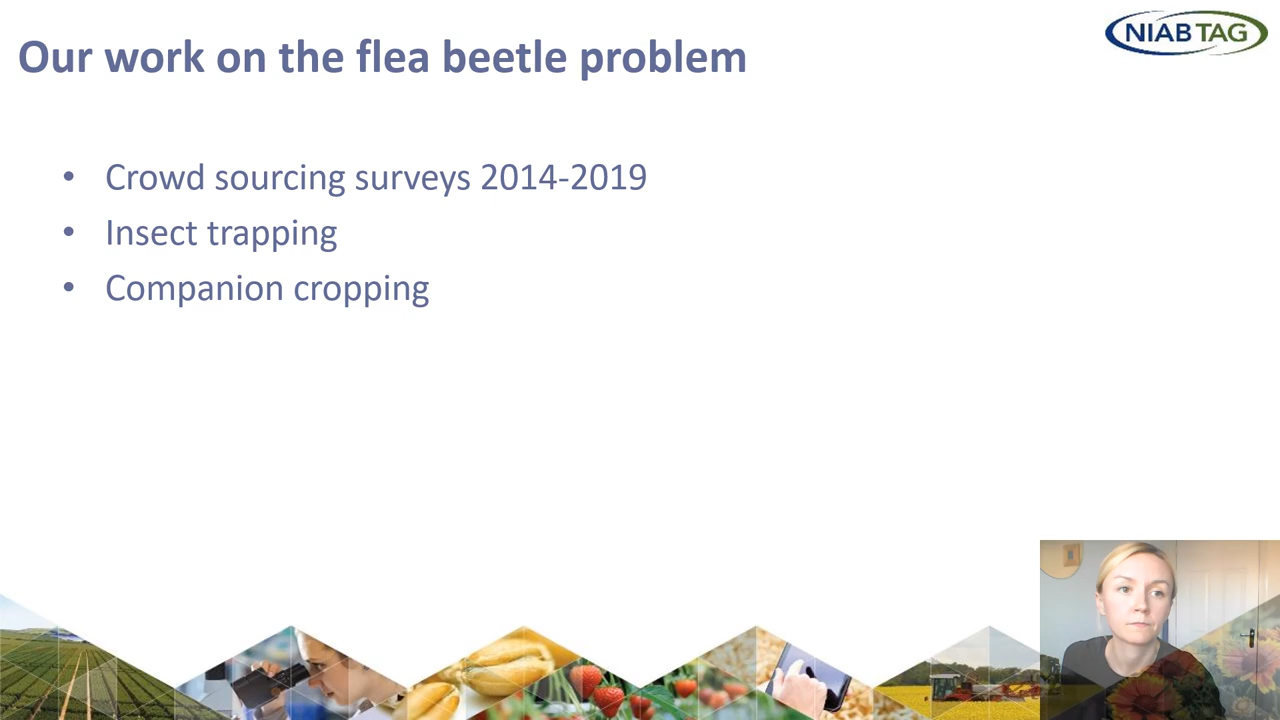 Our work on the flea beetle problem
NIAB TAG
• Crowd sourcing surveys 2014-2019
• Insect trapping
• Companion cropping